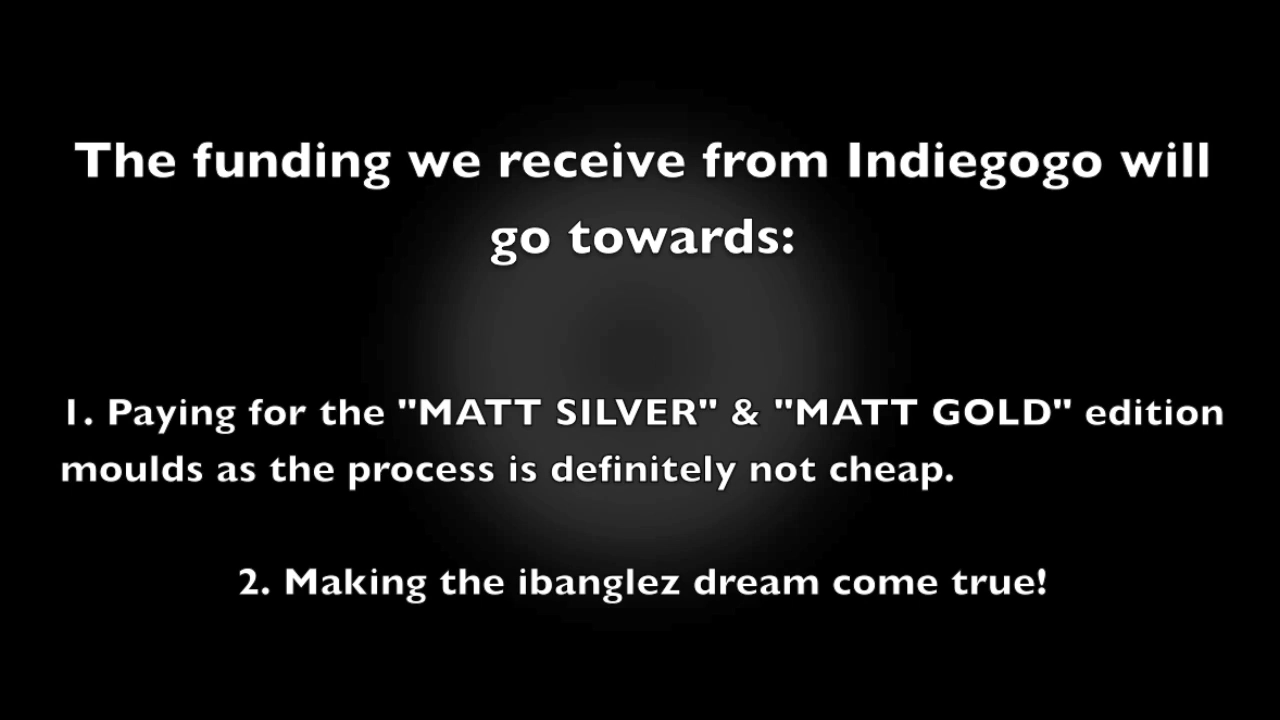 The funding we receive from Indiegogo will
go towards:
1. Paying for the "MATT SILVER" & "MATT GOLD" edition
moulds as the process is definitely not cheap.
2. Making the ibanglez dream come true!